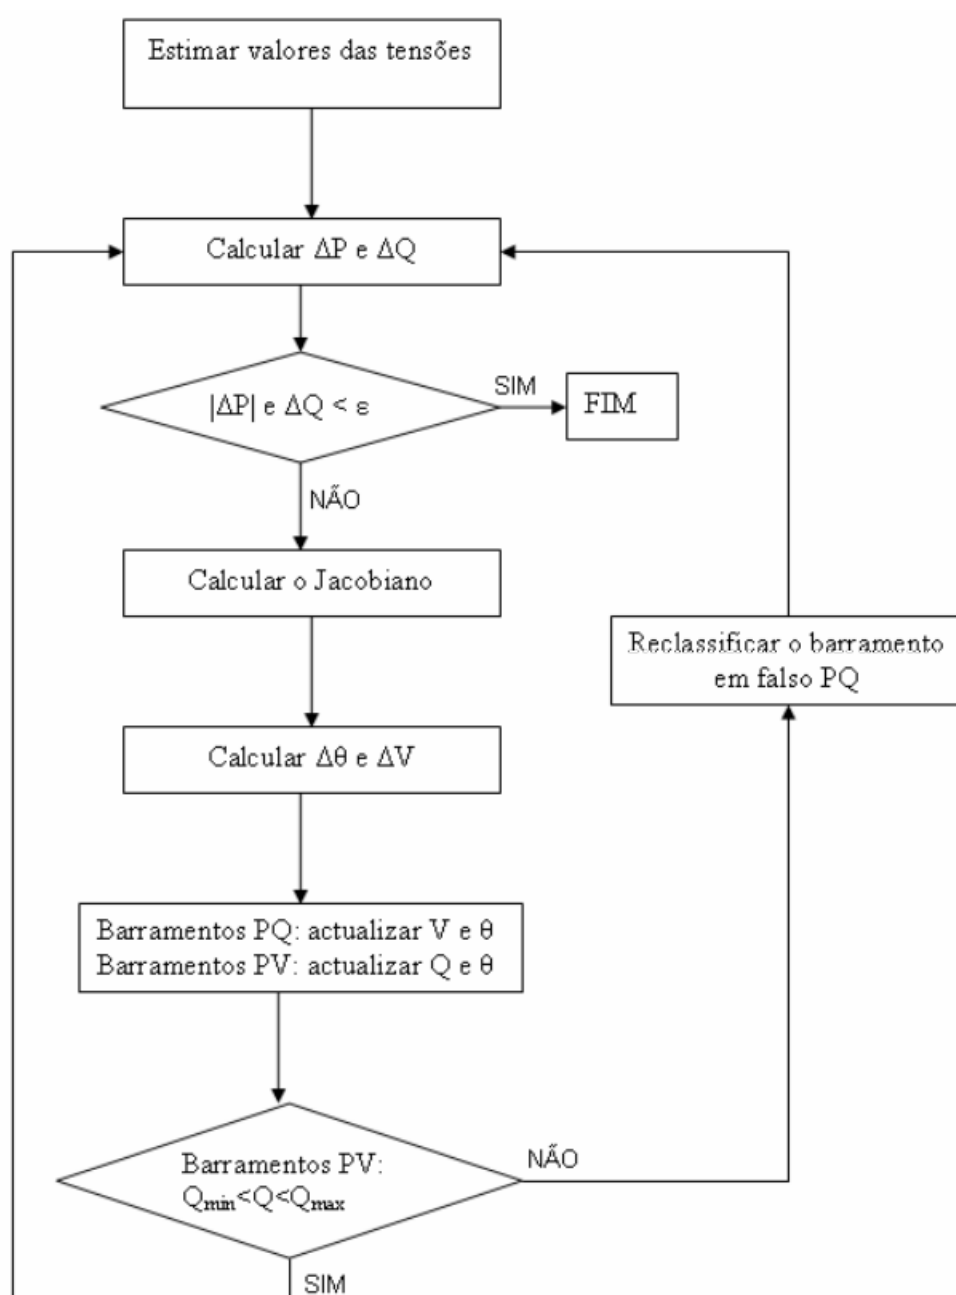 Estimar valores das tensões
Calcular ΔP e ΔQ
|ΔP| e ΔQ < ε
SIM
FIM
NÃO
Calcular o Jacobiano
Reclassificar o barramento
em falso PQ
Calcular Δθ e ΔV
Barramentos PQ: actualizar V e θ
Barramentos PV: actualizar Q e θ
Barramentos PV:
Qmin<Q<Qmax
NÃO
SIM